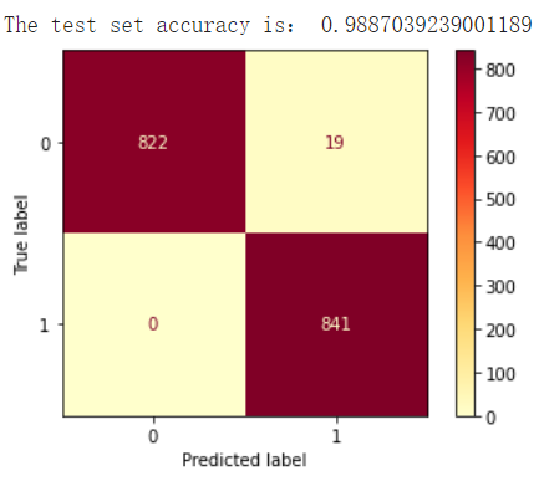 The test set accuracy is: 0.9887039239001189
0 822 19
1 0 841
0 1
True label
Predicted label
800
700
600
500
400
300
200
100
0